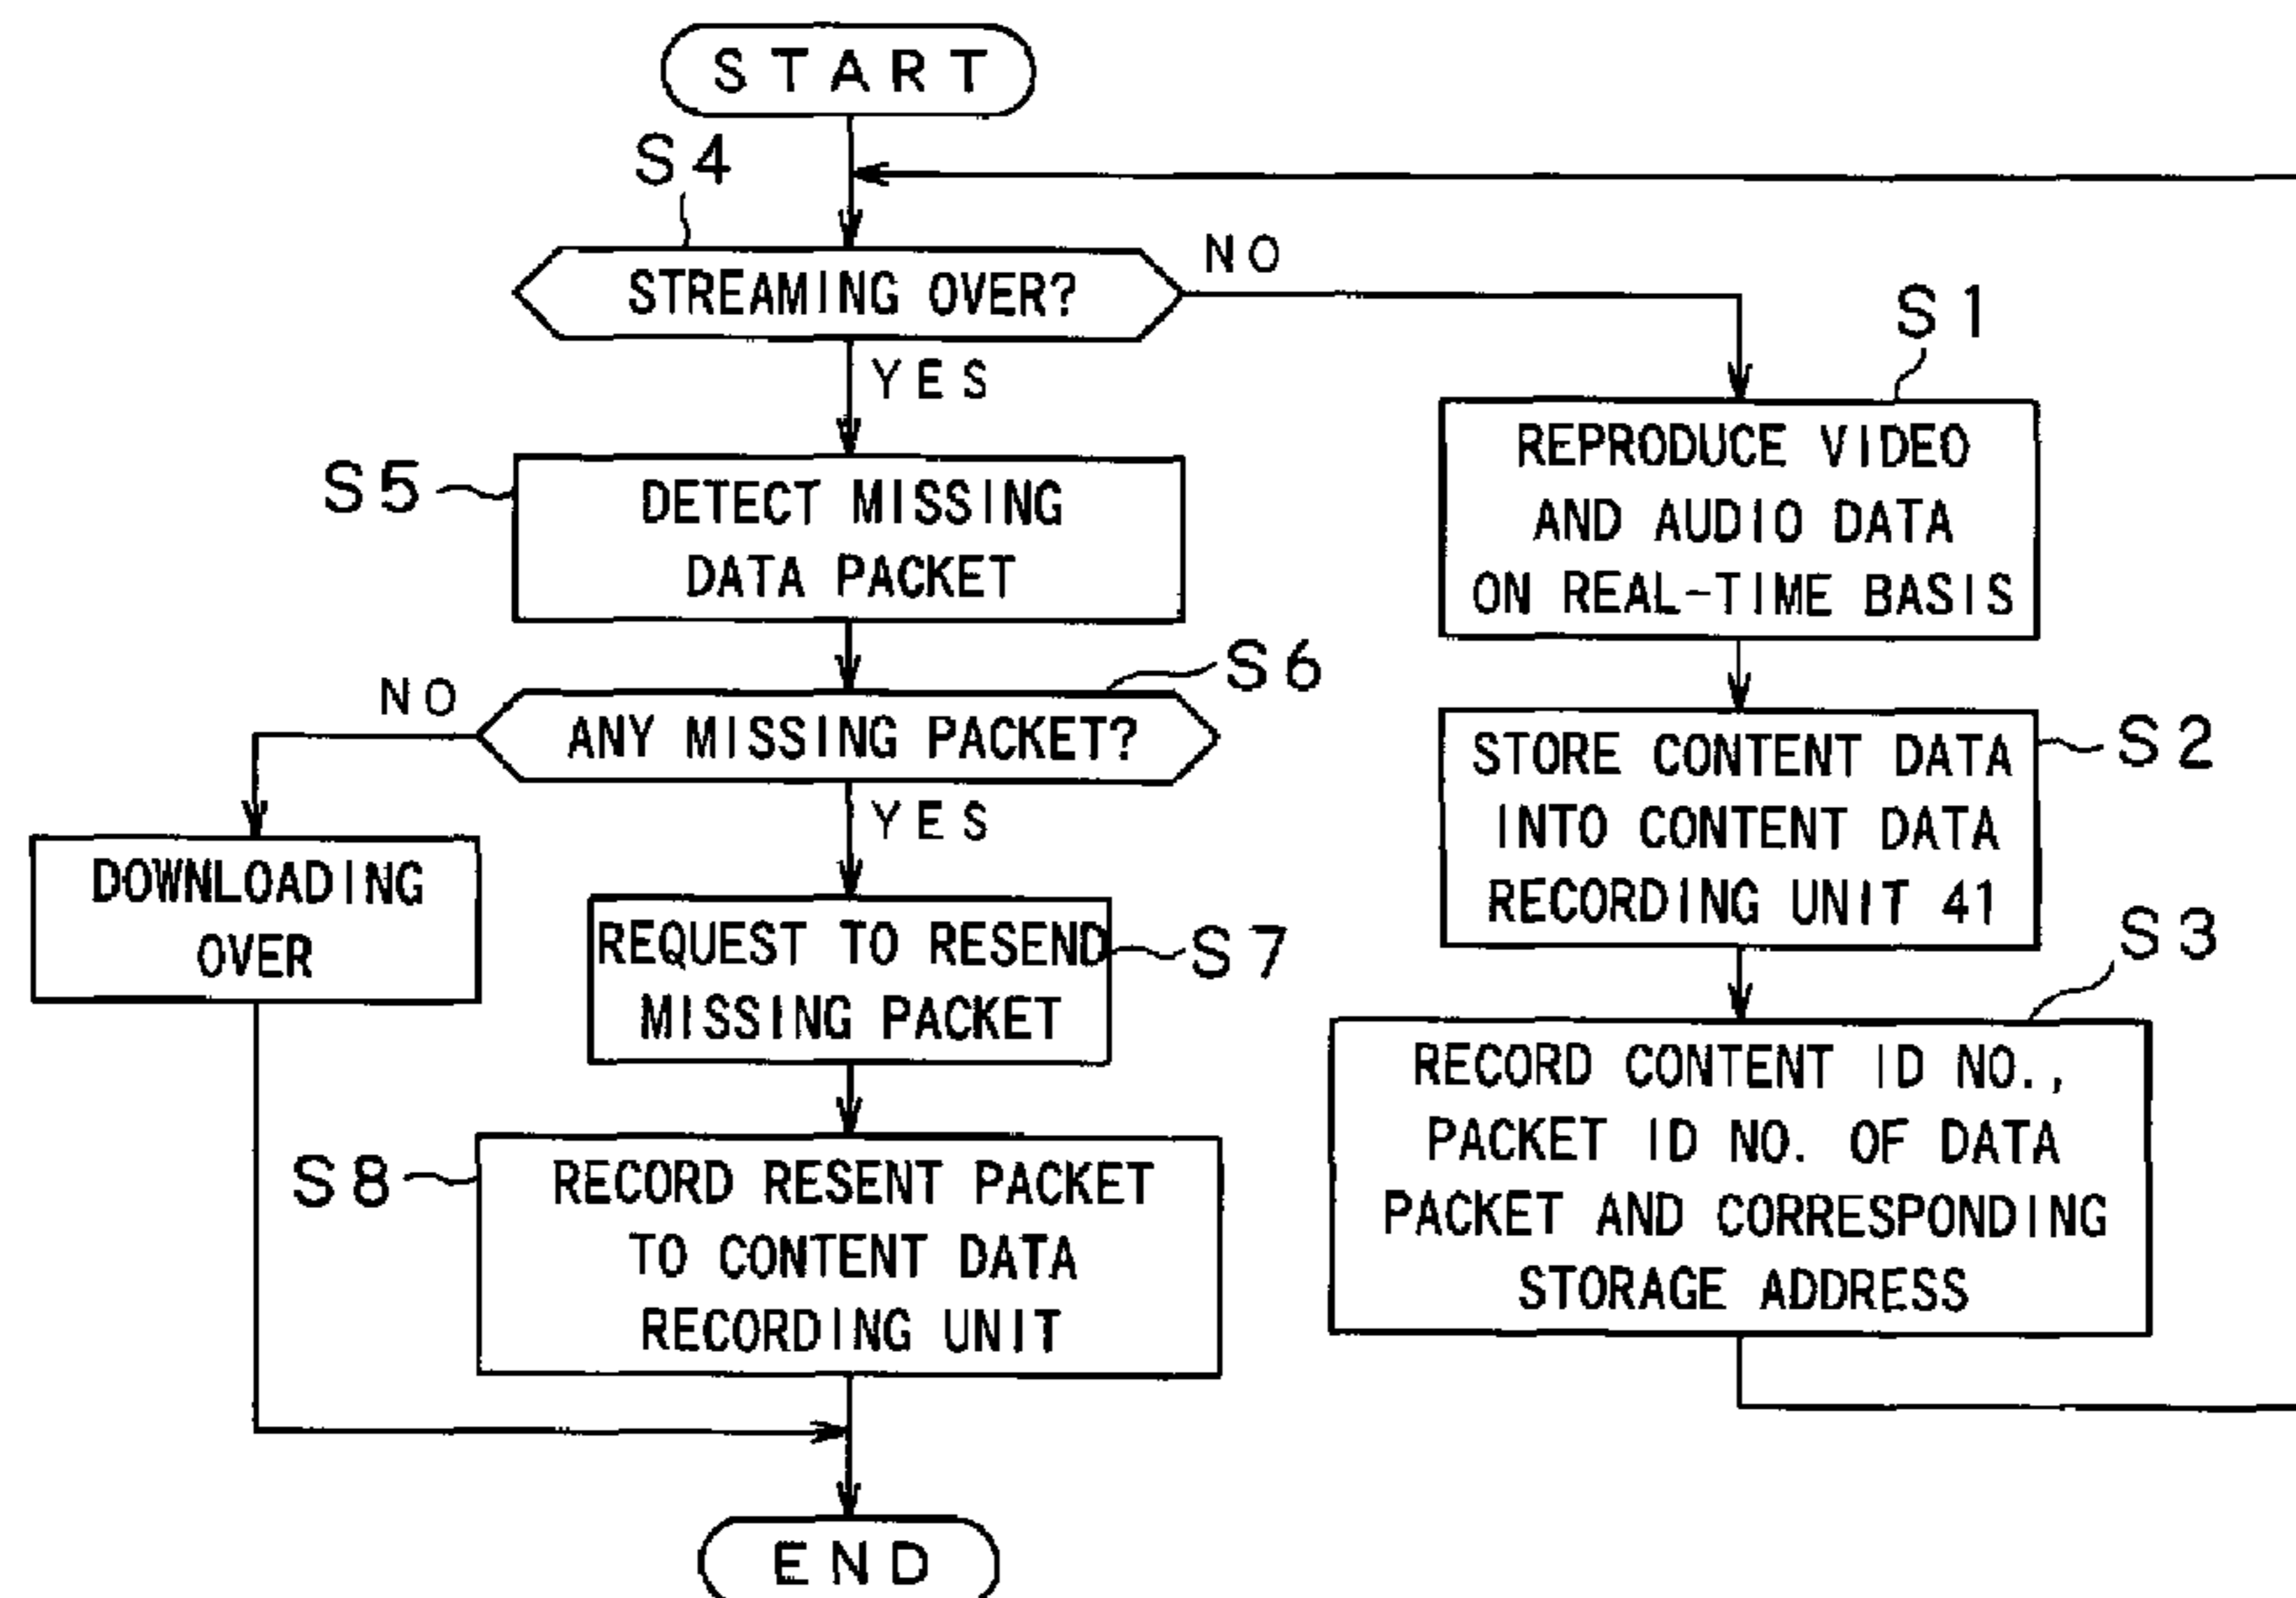 START
S4
STREAMING OVER?
NO
YES
S1
REPRODUCE VIDEO
AND AUDIO DATA
ON REAL-TIME BASIS
S5
DETECT MISSING
DATA PACKET
S6
NO
ANY MISSING PACKET?
YES
S2
STORE CONTENT DATA
INTO CONTENT DATA
RECORDING UNIT 41
DOWNLOADING
OVER
S7
REQUEST TO RESEND
MISSING PACKET
S3
RECORD CONTENT ID NO.,
PACKET ID NO. OF DATA
PACKET AND CORRESPONDING
STORAGE ADDRESS
S8
RECORD RESENT PACKET
TO CONTENT DATA
RECORDING UNIT
END